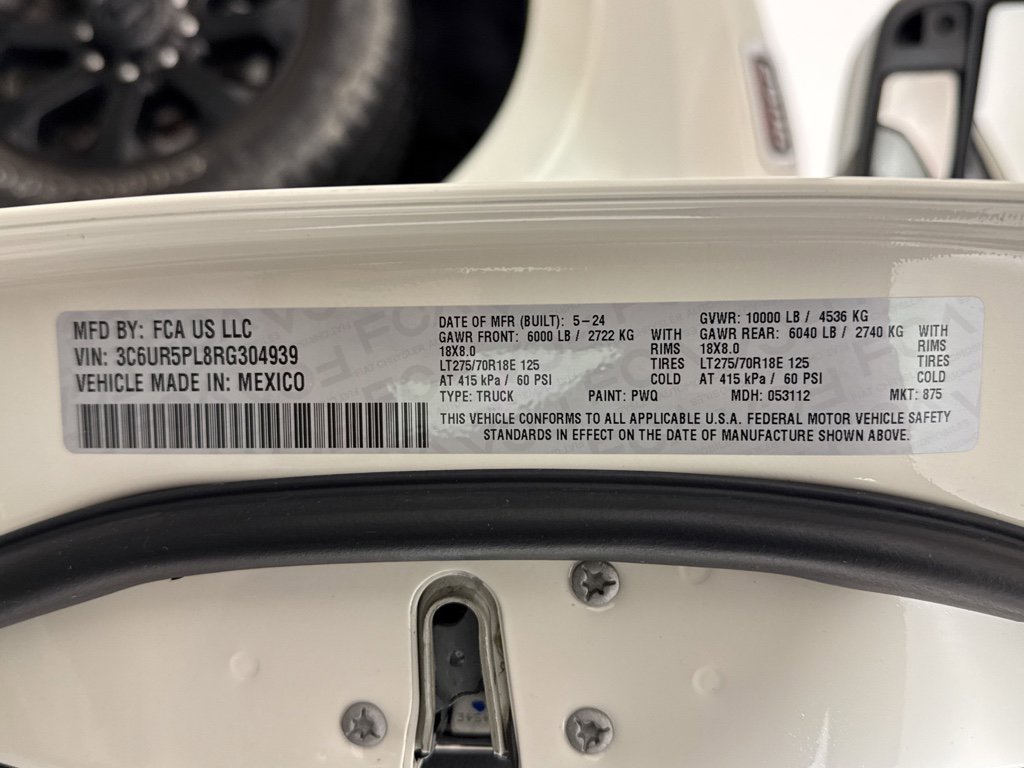 MFD BY: FCA US LLC
VIN: 3C6UR5PL8RG304939
VEHICLE MADE IN: MEXICO
DATE OF MFR (BUILT): 5-24
GAWR FRONT: 6000 LB / 2722 KG WITH
18X8.0 RIMS
LT275/70R18E 125 TIRES
AT 415 kPa / 60 PSI COLD
GVWR: 10000 LB / 4536 KG
GAWR REAR: 6040 LB / 2740 KG WITH
18X8.0 RIMS
LT275/70R18E 125 TIRES
AT 415 kPa / 60 PSI COLD
TYPE: TRUCK PAINT: PWQ MDH: 053112 MKT: 875
THIS VEHICLE CONFORMS TO ALL APPLICABLE U.S.A. FEDERAL MOTOR VEHICLE SAFETY
STANDARDS IN EFFECT ON THE DATE OF MANUFACTURE SHOWN ABOVE.